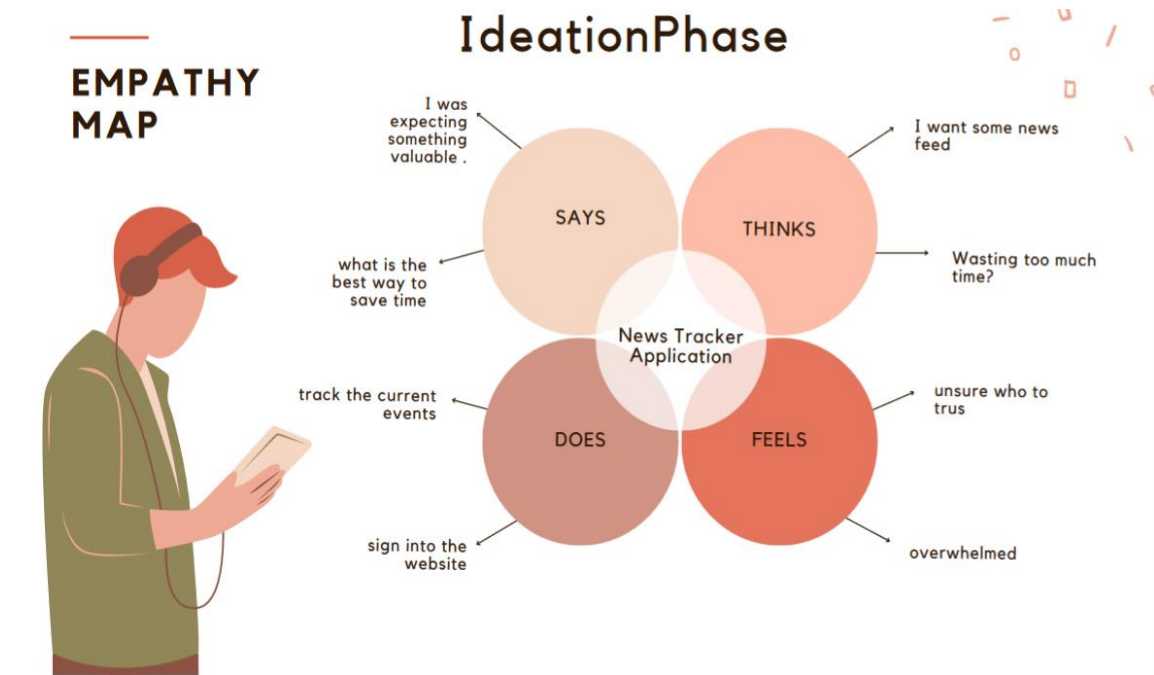 IdeationPhase
EMPATHY
MAP
I was
expecting
something
valuable .
what is the
best way to
save time
SAYS
THINKS
I want some news
feed
Wasting too much
time?
News Tracker
Application
track the current
events
sign into the
website
DOES
FEELS
unsure who to
trus
overwhelmed